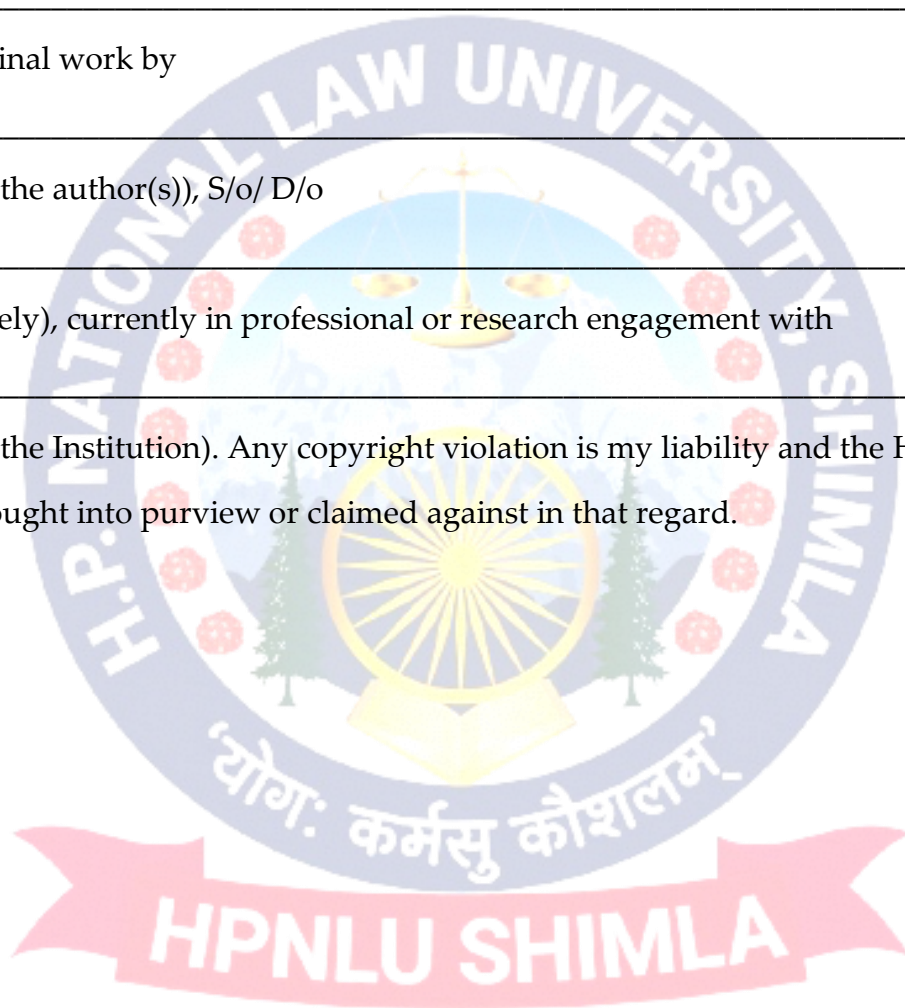 inal work by
the author(s)), S/o/ D/o
ely), currently in professional or research engagement with
the Institution). Any copyright violation is my liability and the H
ought into purview or claimed against in that regard.
H.P. NATIONAL LAW UNIVERSITY, SHIMLA
'योग: कर्मसु कौशलम्'
HPNLU SHIMLA